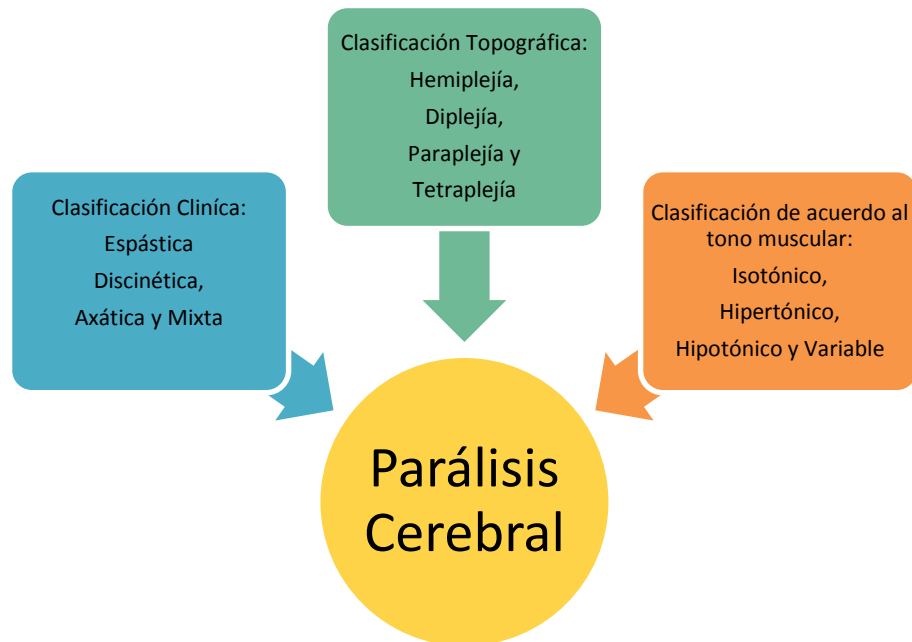 Clasificación Topográfica:
Hemiplejía,
Diplejía,
Paraplejía y
Tetraplejía
Clasificación Cliníca:
Espástica
Discinética,
Axática y Mixta
Clasificación de acuerdo al
tono muscular:
Isotónico,
Hipertónico,
Hipotónico y Variable
Parálisis
Cerebral